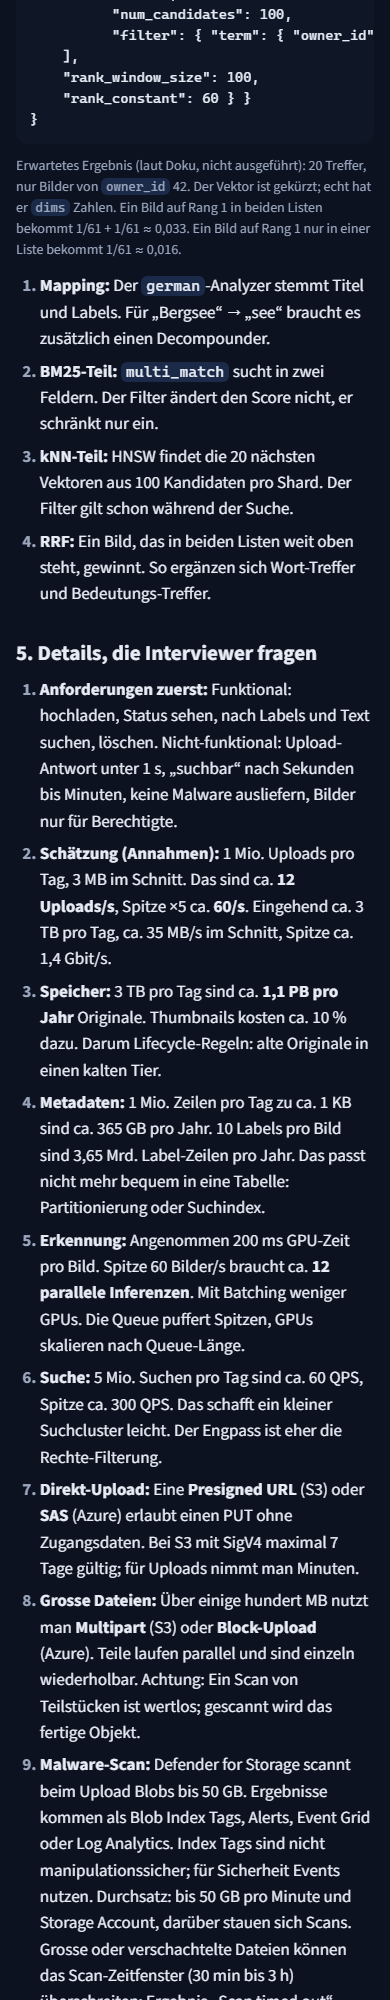 "num_candidates": 100,
"filter": { "term": { "owner_id"
],
"rank_window_size": 100,
"rank_constant": 60 } }
}
Erwartetes Ergebnis (laut Doku, nicht ausgeführt): 20 Treffer,
nur Bilder von owner_id 42. Der Vektor ist gekürzt; echt hat
er dims Zahlen. Ein Bild auf Rang 1 in beiden Listen
bekommt 1/61 + 1/61 ≈ 0,033. Ein Bild auf Rang 1 nur in einer
Liste bekommt 1/61 ≈ 0,016.
1. Mapping: Der german-Analyzer stemmt Titel
und Labels. Für „Bergsee“ → „see“ braucht es
zusätzlich einen Decompounder.
2. BM25-Teil: multi_match sucht in zwei
Feldern. Der Filter ändert den Score nicht, er
schränkt nur ein.
3. kNN-Teil: HNSW findet die 20 nächsten
Vektoren aus 100 Kandidaten pro Shard. Der
Filter gilt schon während der Suche.
4. RRF: Ein Bild, das in beiden Listen weit oben
steht, gewinnt. So ergänzen sich Wort-Treffer
und Bedeutungs-Treffer.
5. Details, die Interviewer fragen
1. Anforderungen zuerst: Funktional:
hochladen, Status sehen, nach Labels und Text
suchen, löschen. Nicht-funktional: Upload-
Antwort unter 1 s, „suchbar“ nach Sekunden
bis Minuten, keine Malware ausliefern, Bilder
nur für Berechtigte.
2. Schätzung (Annahmen): 1 Mio. Uploads pro
Tag, 3 MB im Schnitt. Das sind ca. 12
Uploads/s, Spitze ×5 ca. 60/s. Eingehend ca. 3
TB pro Tag, ca. 35 MB/s im Schnitt, Spitze ca.
1,4 Gbit/s.
3. Speicher: 3 TB pro Tag sind ca. 1,1 PB pro
Jahr Originale. Thumbnails kosten ca. 10 %
dazu. Darum Lifecycle-Regeln: alte Originale in
einen kalten Tier.
4. Metadaten: 1 Mio. Zeilen pro Tag zu ca. 1 KB
sind ca. 365 GB pro Jahr. 10 Labels pro Bild
sind 3,65 Mrd. Label-Zeilen pro Jahr. Das passt
nicht mehr bequem in eine Tabelle:
Partitionierung oder Suchindex.
5. Erkennung: Angenommen 200 ms GPU-Zeit
pro Bild. Spitze 60 Bilder/s braucht ca. 12
parallele Inferenzen. Mit Batching weniger
GPUs. Die Queue puffert Spitzen, GPUs
skalieren nach Queue-Länge.
6. Suche: 5 Mio. Suchen pro Tag sind ca. 60 QPS,
Spitze ca. 300 QPS. Das schafft ein kleiner
Suchcluster leicht. Der Engpass ist eher die
Rechte-Filterung.
7. Direkt-Upload: Eine Presigned URL (S3) oder
SAS (Azure) erlaubt einen PUT ohne
Zugangsdaten. Bei S3 mit SigV4 maximal 7
Tage gültig; für Uploads nimmt man Minuten.
8. Grosse Dateien: Über einige hundert MB nutzt
man Multipart (S3) oder Block-Upload
(Azure). Teile laufen parallel und sind einzeln
wiederholbar. Achtung: Ein Scan von
Teilstücken ist wertlos; gescannt wird das
fertige Objekt.
9. Malware-Scan: Defender for Storage scannt
beim Upload Blobs bis 50 GB. Ergebnisse
kommen als Blob Index Tags, Alerts, Event Grid
oder Log Analytics. Index Tags sind nicht
manipulationssicher; für Sicherheit Events
nutzen. Durchsatz: bis 50 GB pro Minute und
Storage Account, darüber stauen sich Scans.
Grosse oder verschachtelte Dateien können
das Scan-Zeitfenster (30 min bis 3 h)
überschreiten: Ergebnis „Scan timed out“